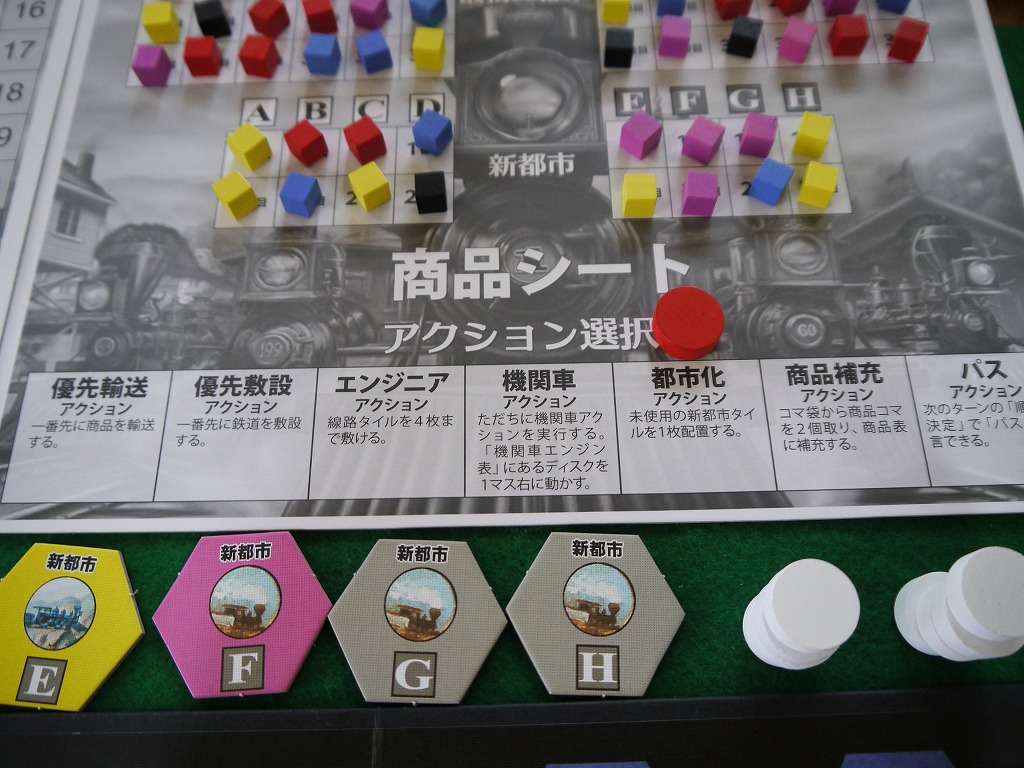 16
17
18
A B C D
E F G H
新都市
商品シート
アクション選択
優先輸送
アクション
一番先に商品を輸送
する。
優先敷設
アクション
一番先に鉄道を敷設
する。
エンジニア
アクション
線路タイルを4枚ま
で敷ける。
機関車
アクション
ただちに機関車アク
ションを実行する。
「機関車エンジン
表」にあるディスクを
1マス右に動かす。
都市化
アクション
未使用の新都市タイ
ルを1枚配置する。
商品補充
アクション
コマ袋から商品コマ
を2個取り、商品表
に補充する。
パス
アクション
次のターンの「順
決定」で「パス
言できる。
新都市
E
新都市
F
新都市
G
新都市
H
199
60